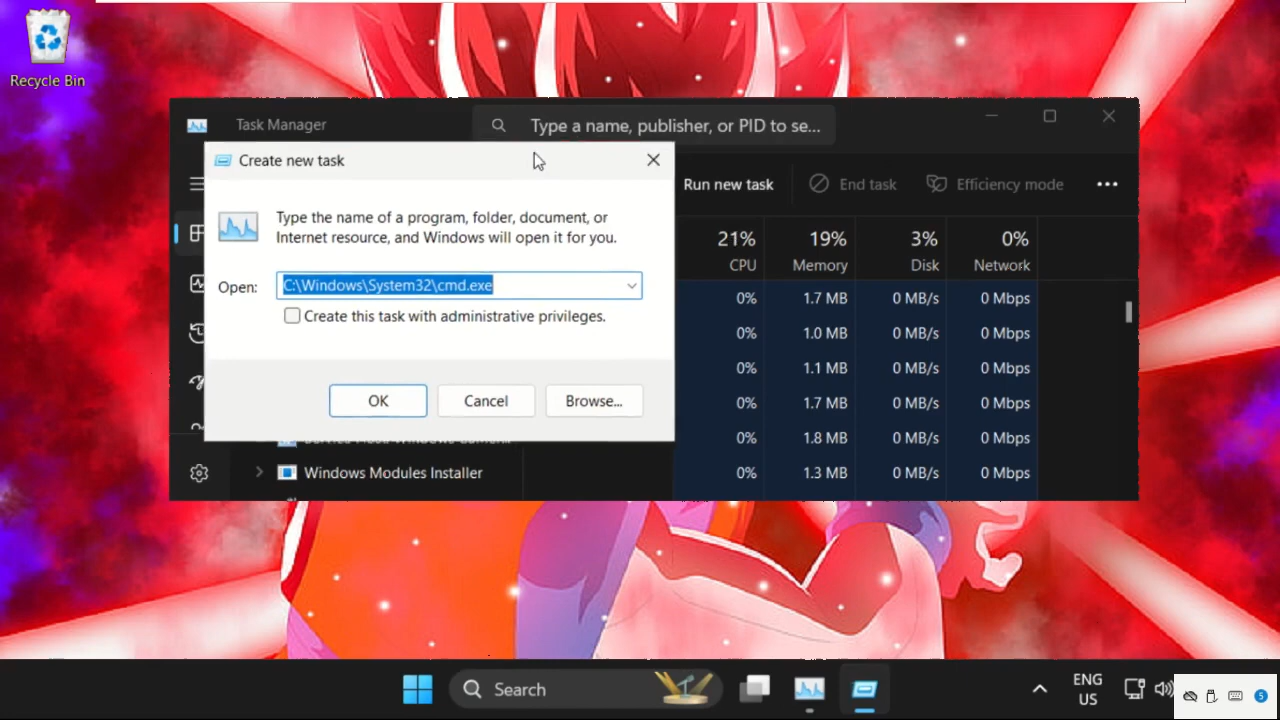 Recycle Bin
Task Manager
Type a name, publisher, or PID to se...
Create new task
Run new task
End task
Efficiency mode
Type the name of a program, folder, document, or
Internet resource, and Windows will open it for you.
Open:
C:\Windows\System32\cmd.exe
Create this task with administrative privileges.
OK
Cancel
Browse...
21% 19% 3% 0%
CPU Memory Disk Network
0% 1.7 MB 0 MB/s 0 Mbps
0% 1.0 MB 0 MB/s 0 Mbps
0% 1.1 MB 0 MB/s 0 Mbps
0% 1.7 MB 0 MB/s 0 Mbps
0% 1.8 MB 0 MB/s 0 Mbps
Windows Modules Installer 0% 1.3 MB 0 MB/s 0 Mbps
Search
ENG
US
5